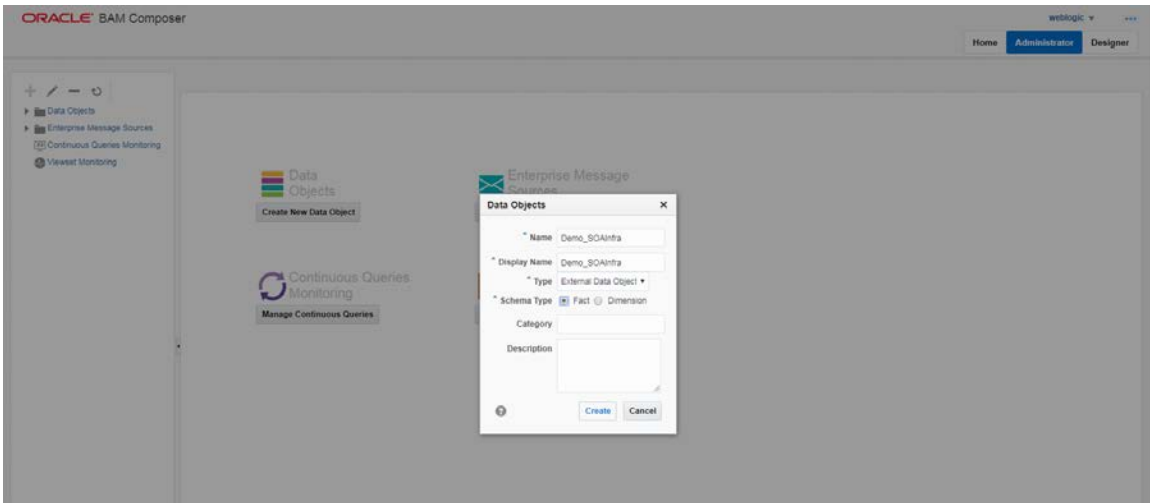 ORACLE' BAM Composer
weblogic
Home Administrator Designer
Data Objects
Enterprise Message Sources
Continuous Queries Monitoring
Viewset Monitoring
Data
Objects
Create New Data Object
Enterprise Message
Sources
Continuous Queries
Monitoring
Manage Continuous Queries
Data Objects
* Name Demo_SOAInfra
* Display Name Demo_SOAInfra
* Type External Data Object
* Schema Type Fact Dimension
Category
Description
Create Cancel